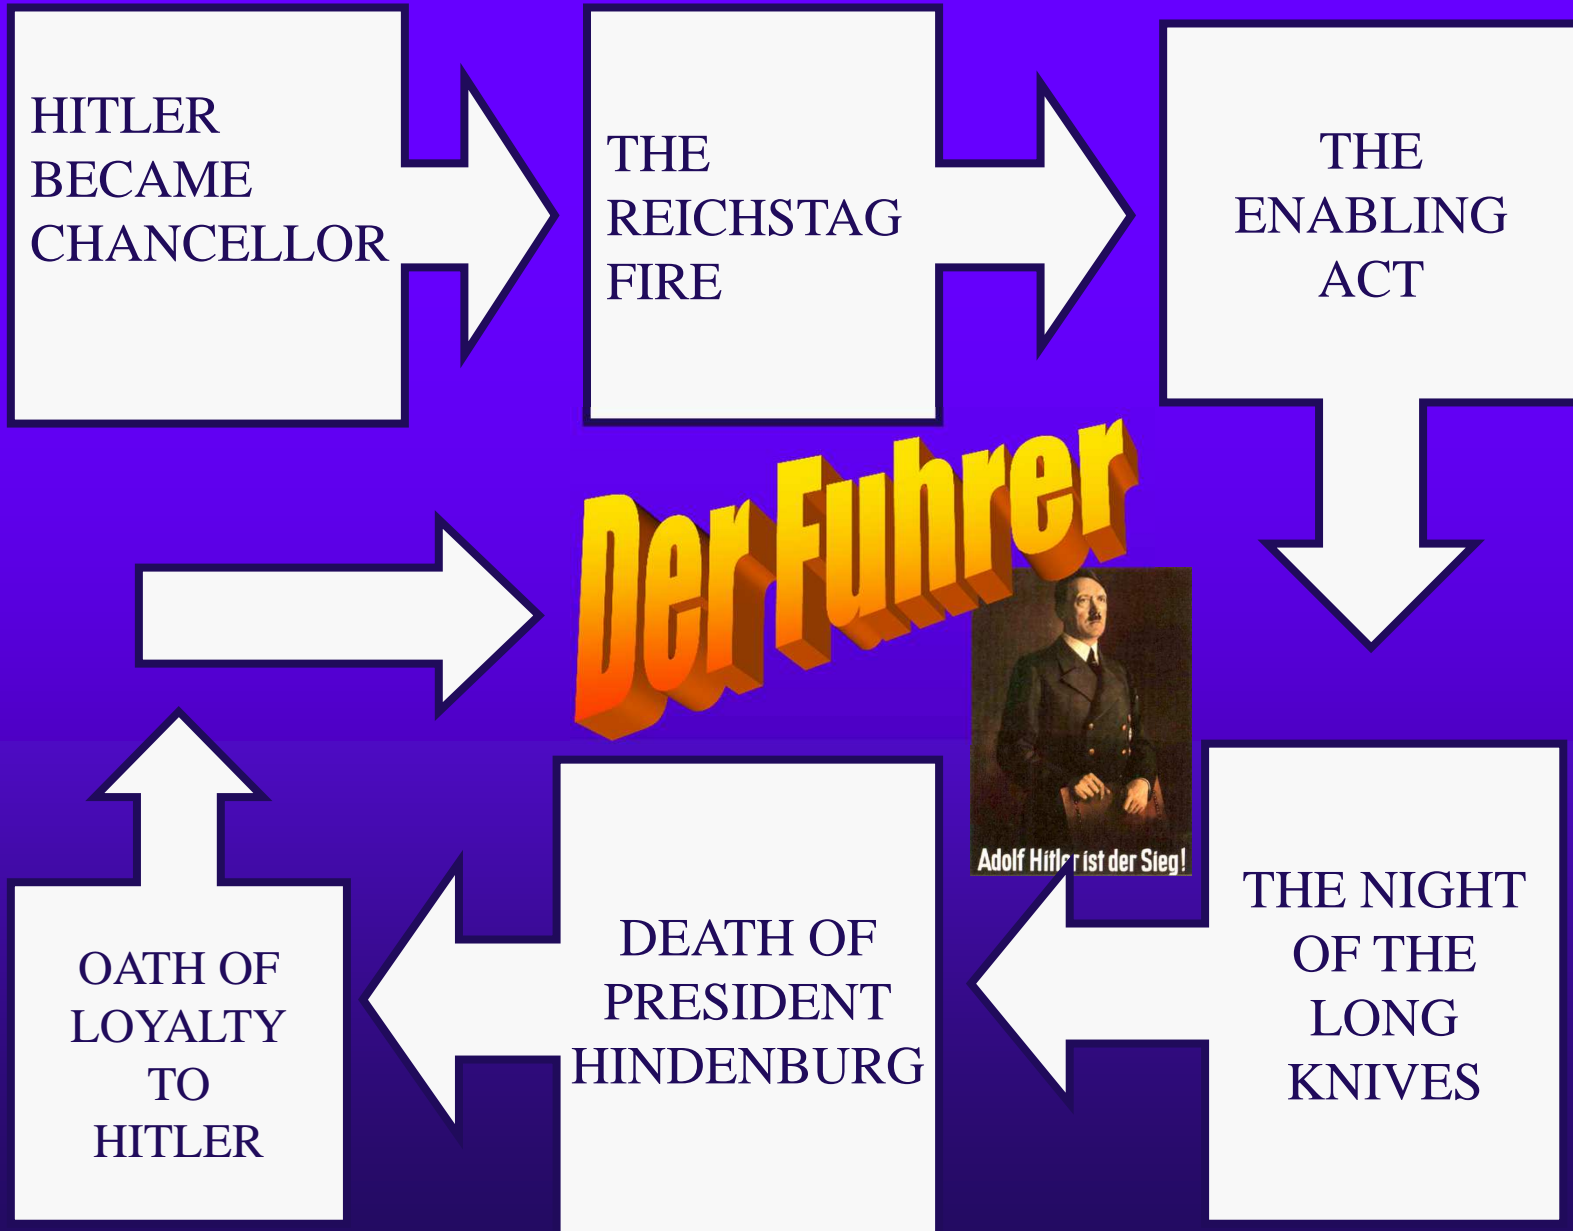 HITLER
BECAME
CHANCELLOR
THE
REICHSTAG
FIRE
THE
ENABLING
ACT
Der Fuhrer
Adolf Hitler ist der Sieg!
THE NIGHT
OF THE
LONG
KNIVES
DEATH OF
PRESIDENT
HINDENBURG
OATH OF
LOYALTY
TO
HITLER